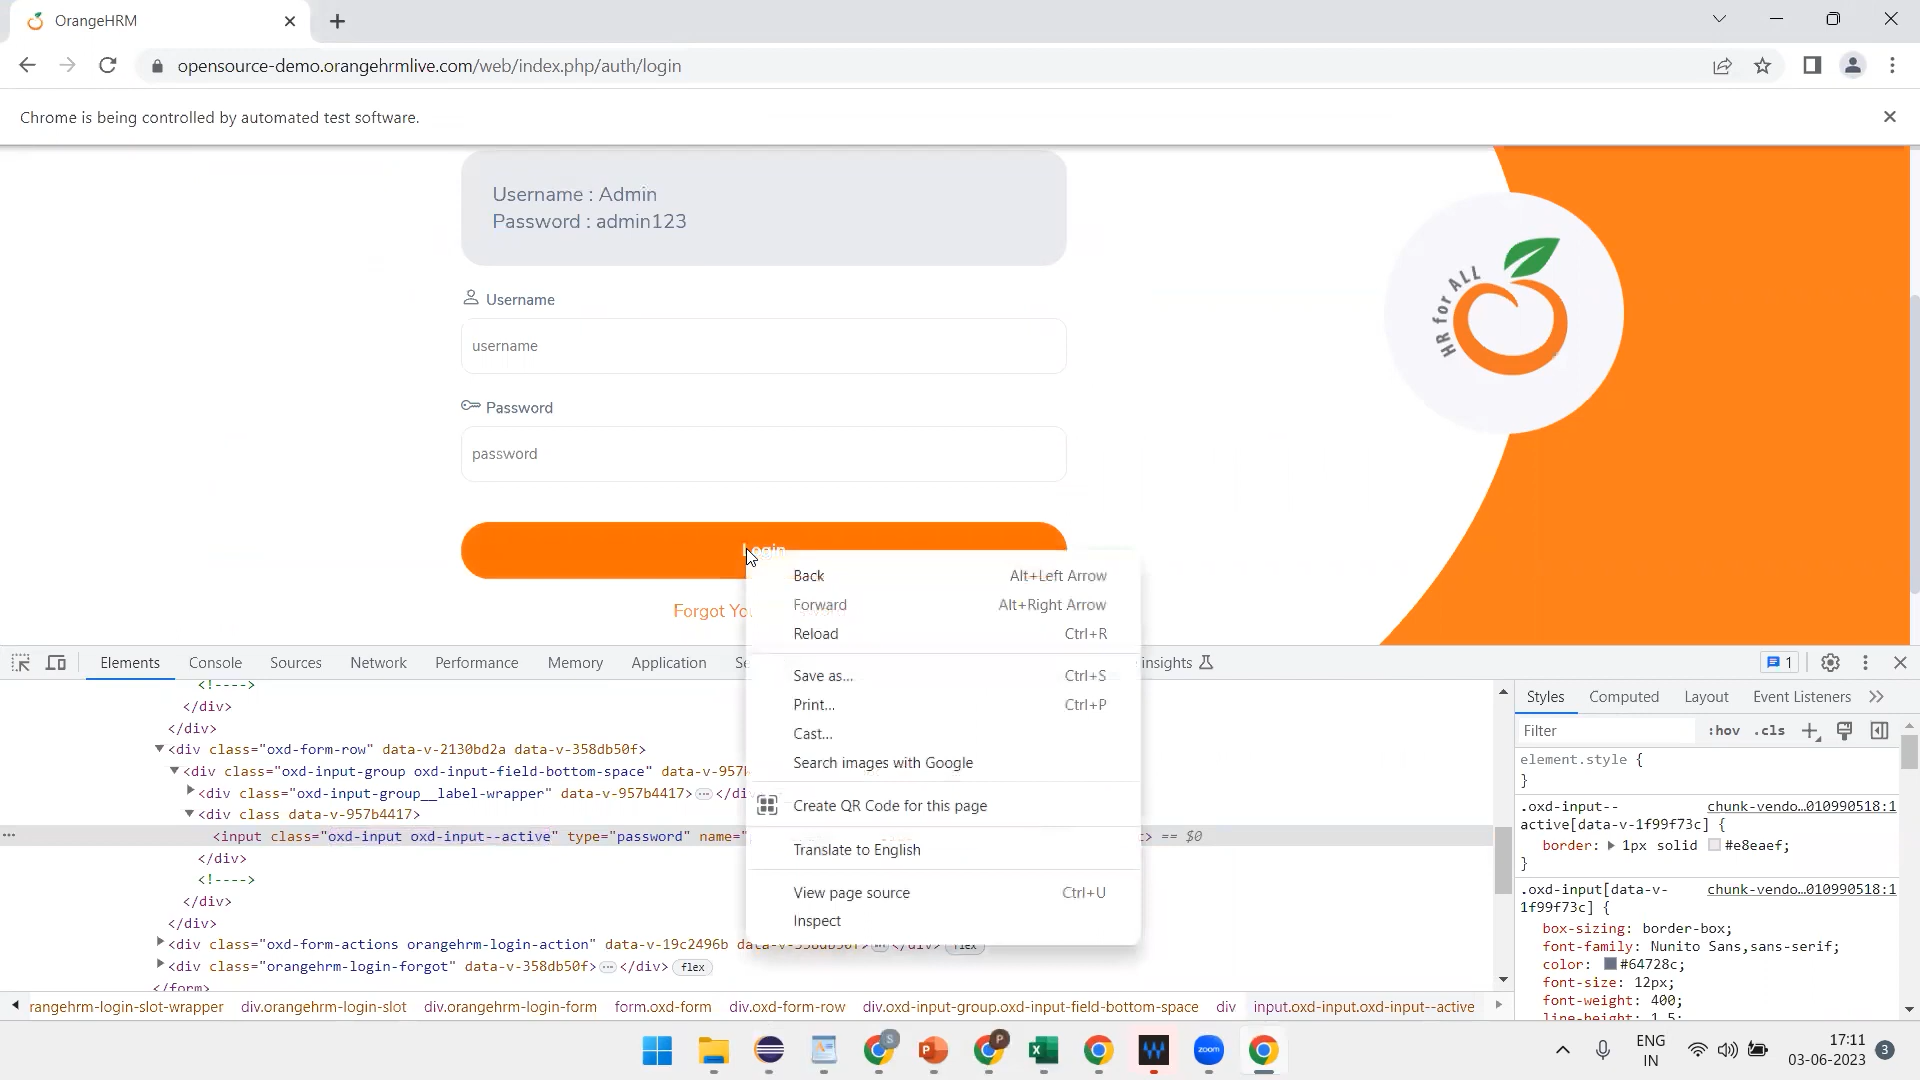 OrangeHRM
opensource-demo.orangehrmlive.com/web/index.php/auth/login
Chrome is being controlled by automated test software.
Username : Admin
Password : admin123
Username
username
Password
password
Login
Forgot Yo
HR for ALL
Back Alt+Left Arrow
Forward Alt+Right Arrow
Reload Ctrl+R
Save as... Ctrl+S
Print... Ctrl+P
Cast...
Search images with Google
Create QR Code for this page
Translate to English
View page source Ctrl+U
Inspect
Elements Console Sources Network Performance Memory Application insights 1
<!---->
</div>
</div>
<div class="oxd-form-row" data-v-2130bd2a data-v-358db50f>
<div class="oxd-input-group oxd-input-field-bottom-space" data-v-957b
<div class="oxd-input-group__label-wrapper" data-v-957b4417> … </di
<div class data-v-957b4417>
… <input class="oxd-input oxd-input--active" type="password" name=" > == $0
</div>
<!---->
</div>
</div>
<div class="oxd-form-actions orangehrm-login-action" data-v-19c2496b flex
<div class="orangehrm-login-forgot" data-v-358db50f> … </div> flex
</form>
rangehrm-login-slot-wrapper div.orangehrm-login-slot div.orangehrm-login-form form.oxd-form div.oxd-form-row div.oxd-input-group.oxd-input-field-bottom-space div input.oxd-input.oxd-input--active
Styles Computed Layout Event Listeners »
Filter :hov .cls +
element.style {
}
.oxd-input-- chunk-vendo…010990518:1
active[data-v-1f99f73c] {
border: 1px solid #e8eaef;
}
.oxd-input[data-v- chunk-vendo…010990518:1
1f99f73c] {
box-sizing: border-box;
font-family: Nunito Sans,sans-serif;
color: #64728c;
font-size: 12px;
font-weight: 400;
line-height: 1.5;
S P P X zoom
ENG
IN
17:11
03-06-2023
3